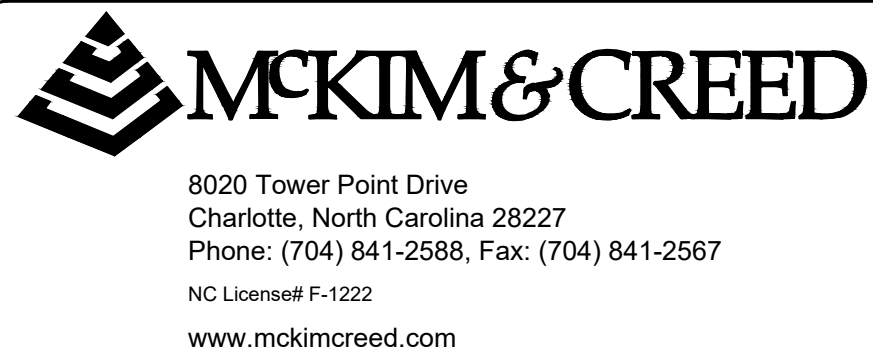 McKIM & CREED
8020 Tower Point Drive
Charlotte, North Carolina 28227
Phone: (704) 841-2588, Fax: (704) 841-2567
NC License# F-1222
www.mckimcreed.com